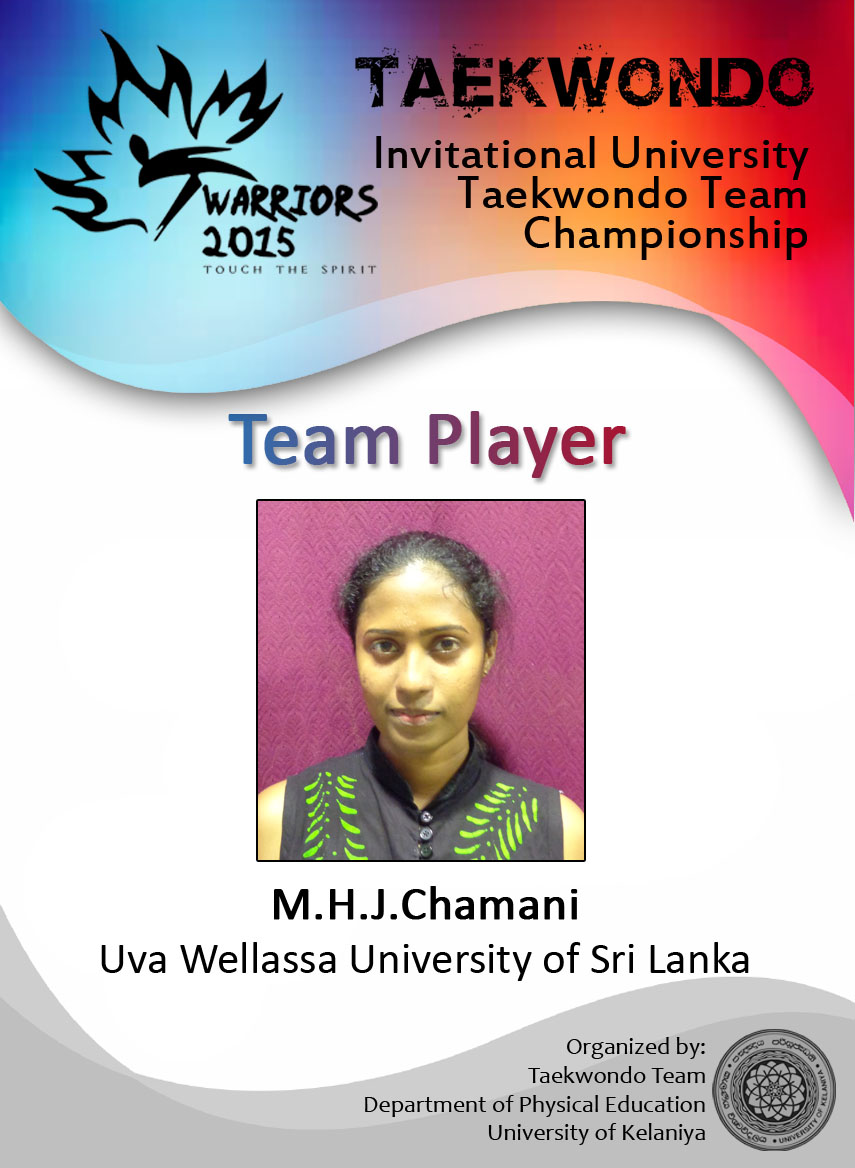 TAEKWONDO
Invitational University
Taekwondo Team
Championship
WARRIORS
2015
TOUCH THE SPIRIT
Team Player
M.H.J.Chamani
Uva Wellassa University of Sri Lanka
Organized by:
Taekwondo Team
Department of Physical Education
University of Kelaniya
UNIVERSITY OF KELANIYA